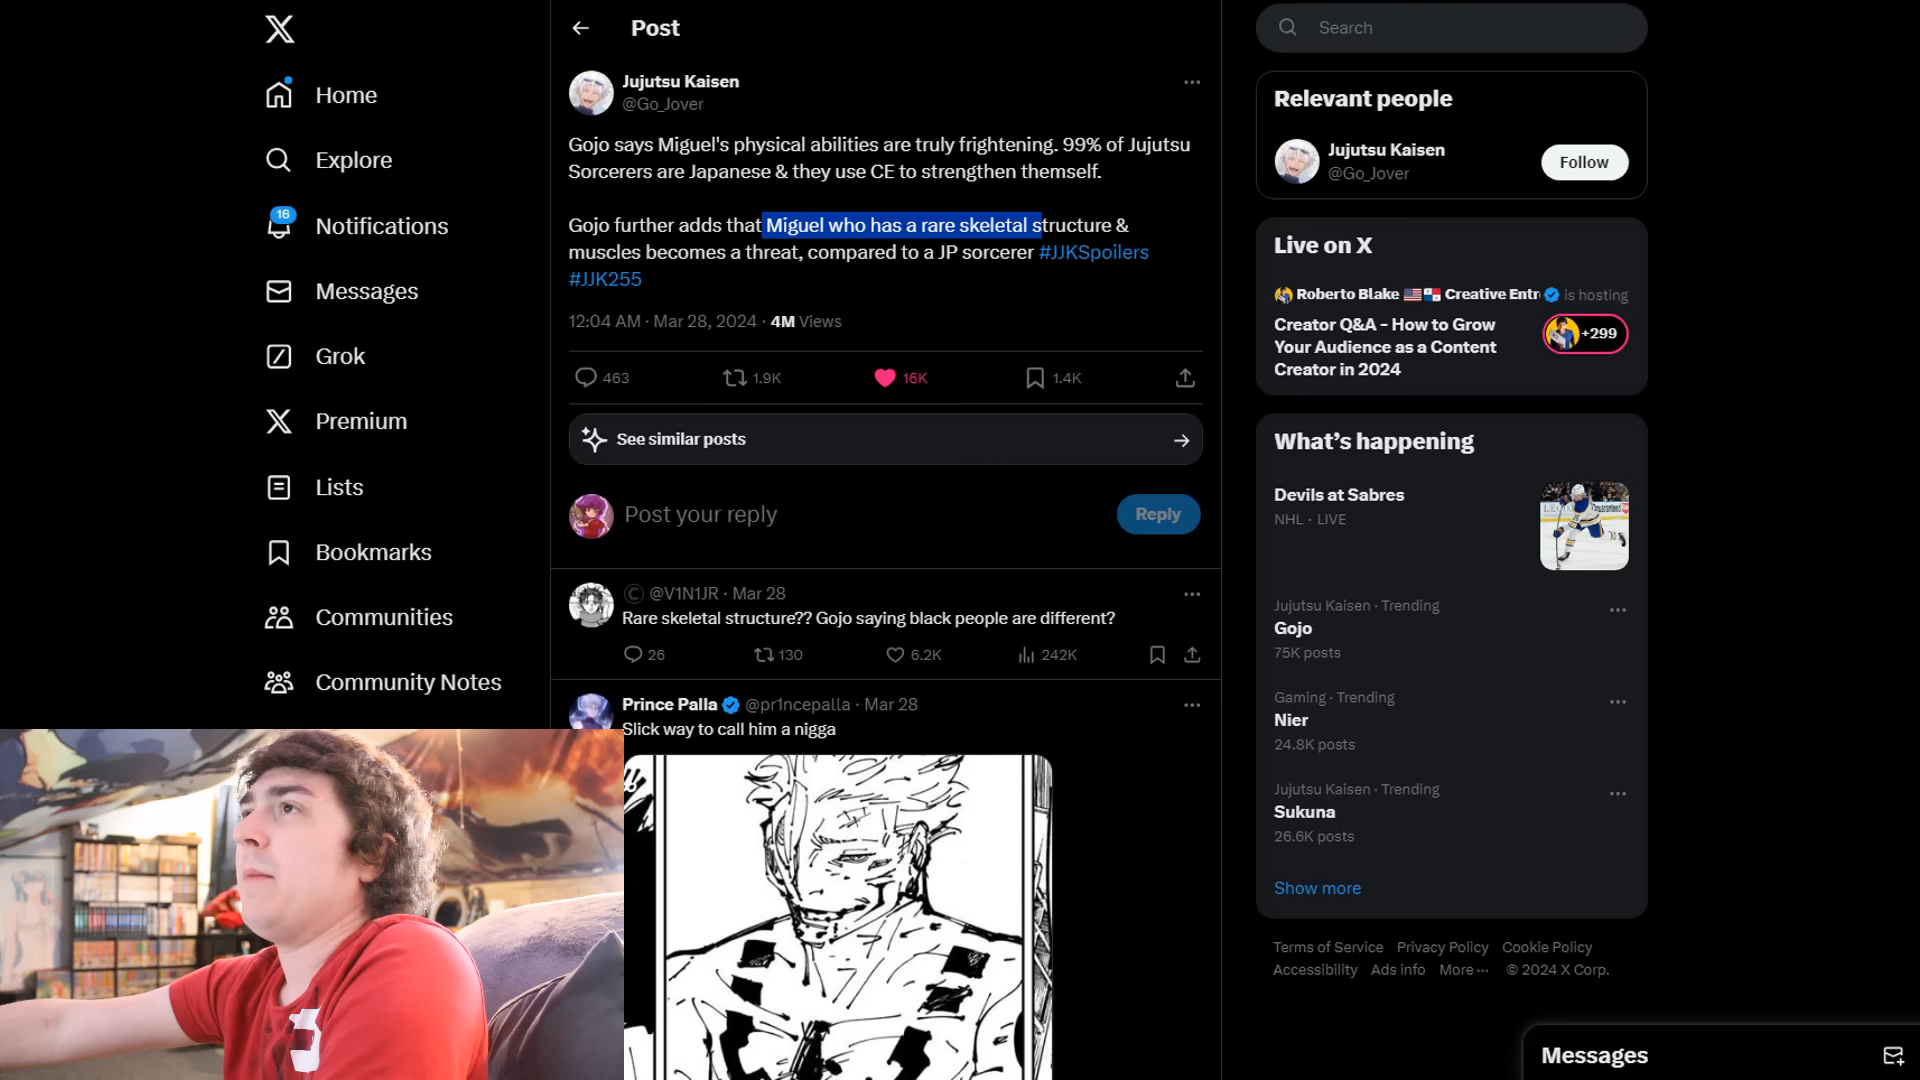 Home
Explore
16
Notifications
Messages
Grok
Premium
Lists
Bookmarks
Communities
Community Notes
Post
Jujutsu Kaisen
@Go_Jover
Gojo says Miguel's physical abilities are truly frightening. 99% of Jujutsu
Sorcerers are Japanese & they use CE to strengthen themself.
Gojo further adds that Miguel who has a rare skeletal structure &
muscles becomes a threat, compared to a JP sorcerer #JJKSpoilers
#JJK255
12:04 AM · Mar 28, 2024 · 4M Views
463 1.9K 16K 1.4K
See similar posts
Post your reply
Reply
© @V1N1JR · Mar 28
Rare skeletal structure?? Gojo saying black people are different?
26 130 6.2K 242K
Prince Palla @pr1ncepalla · Mar 28
Slick way to call him a nigga
Search
Relevant people
Jujutsu Kaisen
@Go_Jover
Follow
Live on X
Roberto Blake Creative Entr is hosting
Creator Q&A - How to Grow
Your Audience as a Content
Creator in 2024
+299
What's happening
Devils at Sabres
NHL · LIVE
Jujutsu Kaisen · Trending
Gojo
75K posts
Gaming · Trending
Nier
24.8K posts
Jujutsu Kaisen · Trending
Sukuna
26.6K posts
Show more
Terms of Service Privacy Policy Cookie Policy
Accessibility Ads info More ··· © 2024 X Corp.
Messages